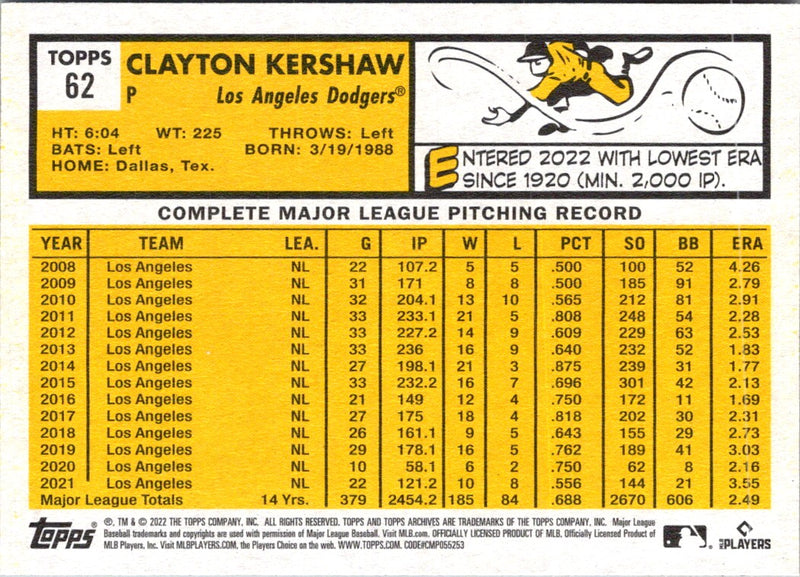 TOPPS
62
CLAYTON KERSHAW
P Los Angeles Dodgers®
HT: 6:04 WT: 225 THROWS: Left
BATS: Left BORN: 3/19/1988
HOME: Dallas, Tex.
ENTERED 2022 WITH LOWEST ERA
SINCE 1920 (MIN. 2,000 IP).
COMPLETE MAJOR LEAGUE PITCHING RECORD
YEAR TEAM LEA. G IP W L PCT SO BB ERA
2008 Los Angeles NL 22 107.2 5 5 .500 100 52 4.26
2009 Los Angeles NL 31 171 8 8 .500 185 91 2.79
2010 Los Angeles NL 32 204.1 13 10 .565 212 81 2.91
2011 Los Angeles NL 33 233.1 21 5 .808 248 54 2.28
2012 Los Angeles NL 33 227.2 14 9 .609 229 63 2.53
2013 Los Angeles NL 33 236 16 9 .640 232 52 1.83
2014 Los Angeles NL 27 198.1 21 3 .875 239 31 1.77
2015 Los Angeles NL 33 232.2 16 7 .696 301 42 2.13
2016 Los Angeles NL 21 149 12 4 .750 172 11 1.69
2017 Los Angeles NL 27 175 18 4 .818 202 30 2.31
2018 Los Angeles NL 26 161.1 9 5 .643 155 29 2.73
2019 Los Angeles NL 29 178.1 16 5 .762 189 41 3.03
2020 Los Angeles NL 10 58.1 6 2 .750 62 8 2.16
2021 Los Angeles NL 22 121.2 10 8 .556 144 21 3.55
Major League Totals 14 Yrs. 379 2454.2 185 84 .688 2670 606 2.49
Topps ®, TM & © 2022 THE TOPPS COMPANY, INC. ALL RIGHTS RESERVED. TOPPS AND TOPPS ARCHIVES ARE TRADEMARKS OF THE TOPPS COMPANY, INC. Major League
Baseball trademarks and copyrights are used with permission of Major League Baseball. Visit MLB.com. OFFICIALLY LICENSED PRODUCT OF MLB. Officially Licensed Product of
MLB Players, Inc. Visit MLBPLAYERS.COM, the Players Choice on the web. WWW.TOPPS.COM. CODE#CMP055253
MLB PLAYERS